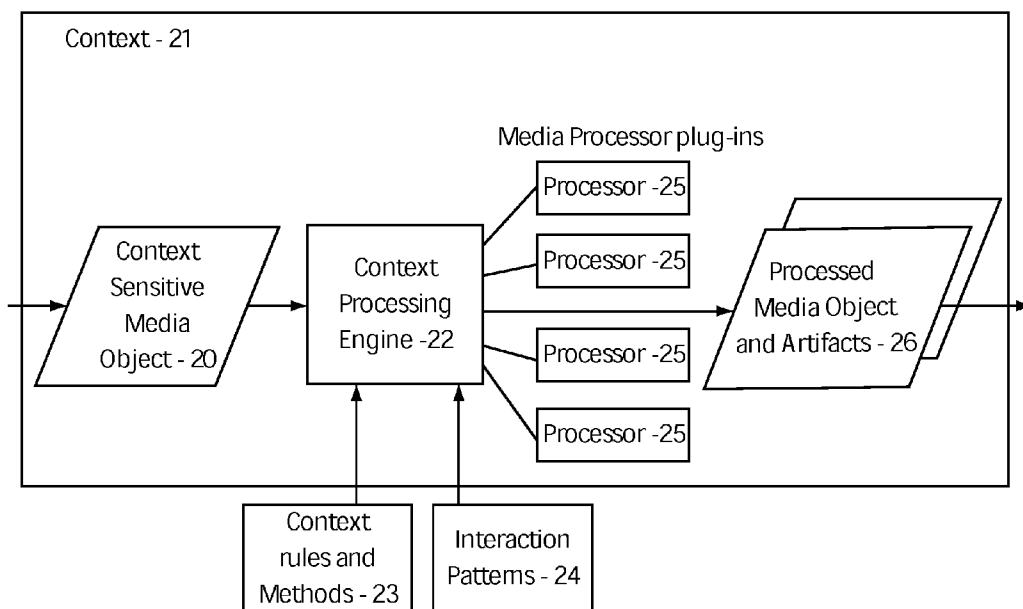 Context - 21
Media Processor plug-ins
Processor -25
Processor -25
Processor -25
Processor -25
Context
Sensitive
Media
Object - 20
Context
Processing
Engine -22
Processed
Media Object
and Artifacts - 26
Context
rules and
Methods - 23
Interaction
Patterns - 24